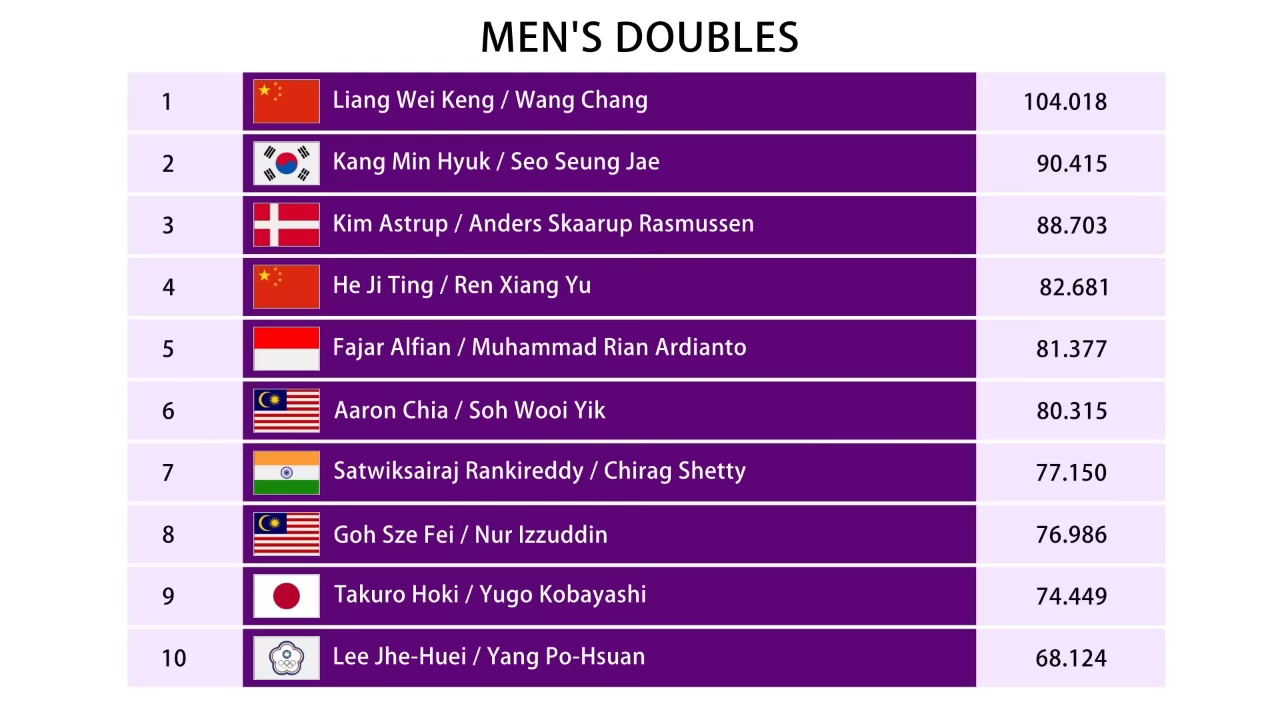 MEN'S DOUBLES
1 Liang Wei Keng / Wang Chang 104.018
2 Kang Min Hyuk / Seo Seung Jae 90.415
3 Kim Astrup / Anders Skaarup Rasmussen 88.703
4 He Ji Ting / Ren Xiang Yu 82.681
5 Fajar Alfian / Muhammad Rian Ardianto 81.377
6 Aaron Chia / Soh Wooi Yik 80.315
7 Satwiksairaj Rankireddy / Chirag Shetty 77.150
8 Goh Sze Fei / Nur Izzuddin 76.986
9 Takuro Hoki / Yugo Kobayashi 74.449
10 Lee Jhe-Huei / Yang Po-Hsuan 68.124